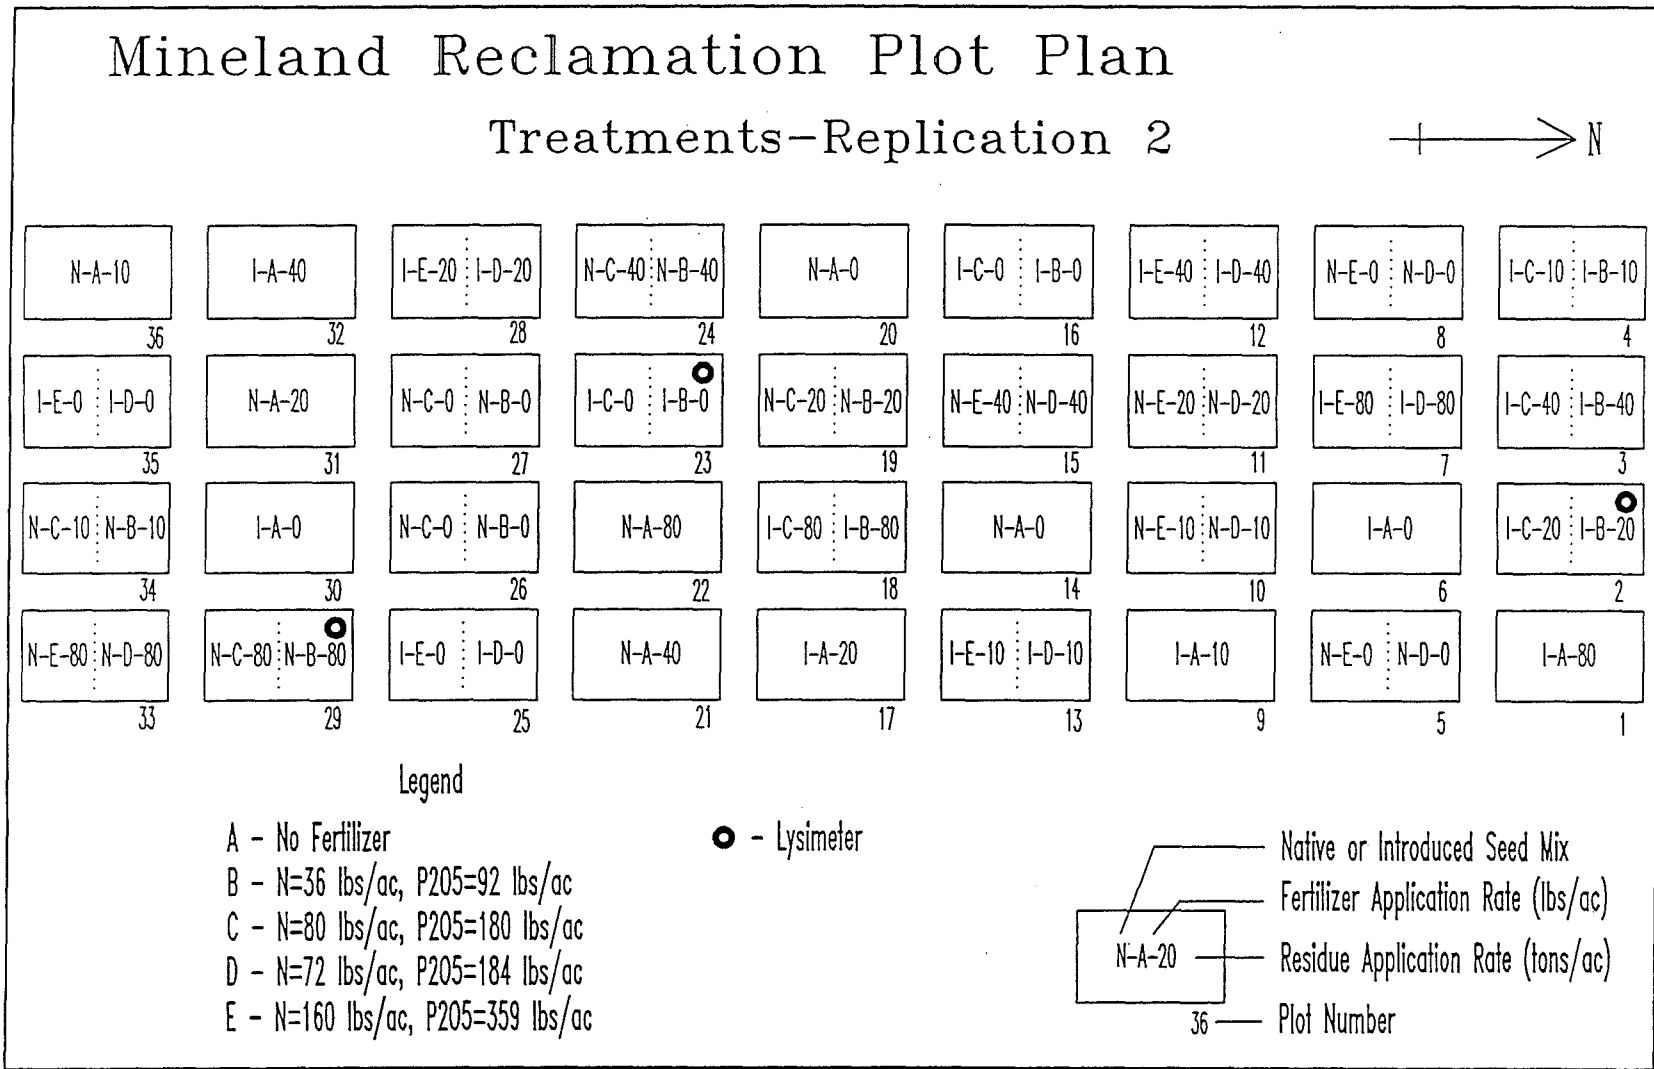 Mineland Reclamation Plot Plan
Treatments-Replication 2
N
N-A-10 I-A-40 I-E-20 I-D-20 N-C-40 N-B-40 N-A-0 I-C-0 I-B-0 I-E-40 I-D-40 N-E-0 N-D-0 I-C-10 I-B-10
36 32 28 24 20 16 12 8 4
I-E-0 I-D-0 N-A-20 N-C-0 N-B-0 I-C-0 I-B-0 N-C-20 N-B-20 N-E-40 N-D-40 N-E-20 N-D-20 I-E-80 I-D-80 I-C-40 I-B-40
35 31 27 23 19 15 11 7 3
N-C-10 N-B-10 I-A-0 N-C-0 N-B-0 N-A-80 I-C-80 I-B-80 N-A-0 N-E-10 N-D-10 I-A-0 I-C-20 I-B-20
34 30 26 22 18 14 10 6 2
N-E-80 N-D-80 N-C-80 N-B-80 I-E-0 I-D-0 N-A-40 I-A-20 I-E-10 I-D-10 I-A-10 N-E-0 N-D-0 I-A-80
33 29 25 21 17 13 9 5 1
Legend
A - No Fertilizer
B - N=36 lbs/ac, P205=92 lbs/ac
C - N=80 lbs/ac, P205=180 lbs/ac
D - N=72 lbs/ac, P205=184 lbs/ac
E - N=160 lbs/ac, P205=359 lbs/ac
- Lysimeter
Native or Introduced Seed Mix
Fertilizer Application Rate (lbs/ac)
N-A-20 Residue Application Rate (tons/ac)
36 Plot Number